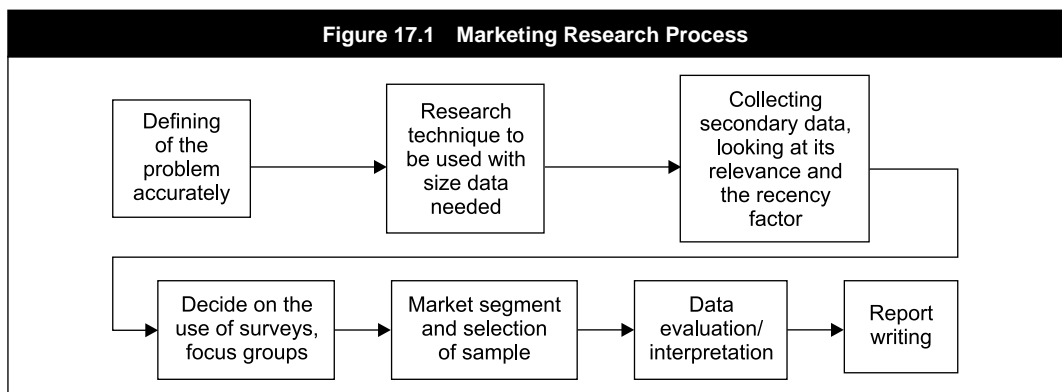 Figure 17.1 Marketing Research Process
Defining
of the
problem
accurately
Research
technique to
be used with
size data
needed
Collecting
secondary data,
looking at its
relevance and
the recency
factor
Decide on the
use of surveys,
focus groups
Market segment
and selection
of sample
Data
evaluation/
interpretation
Report
writing